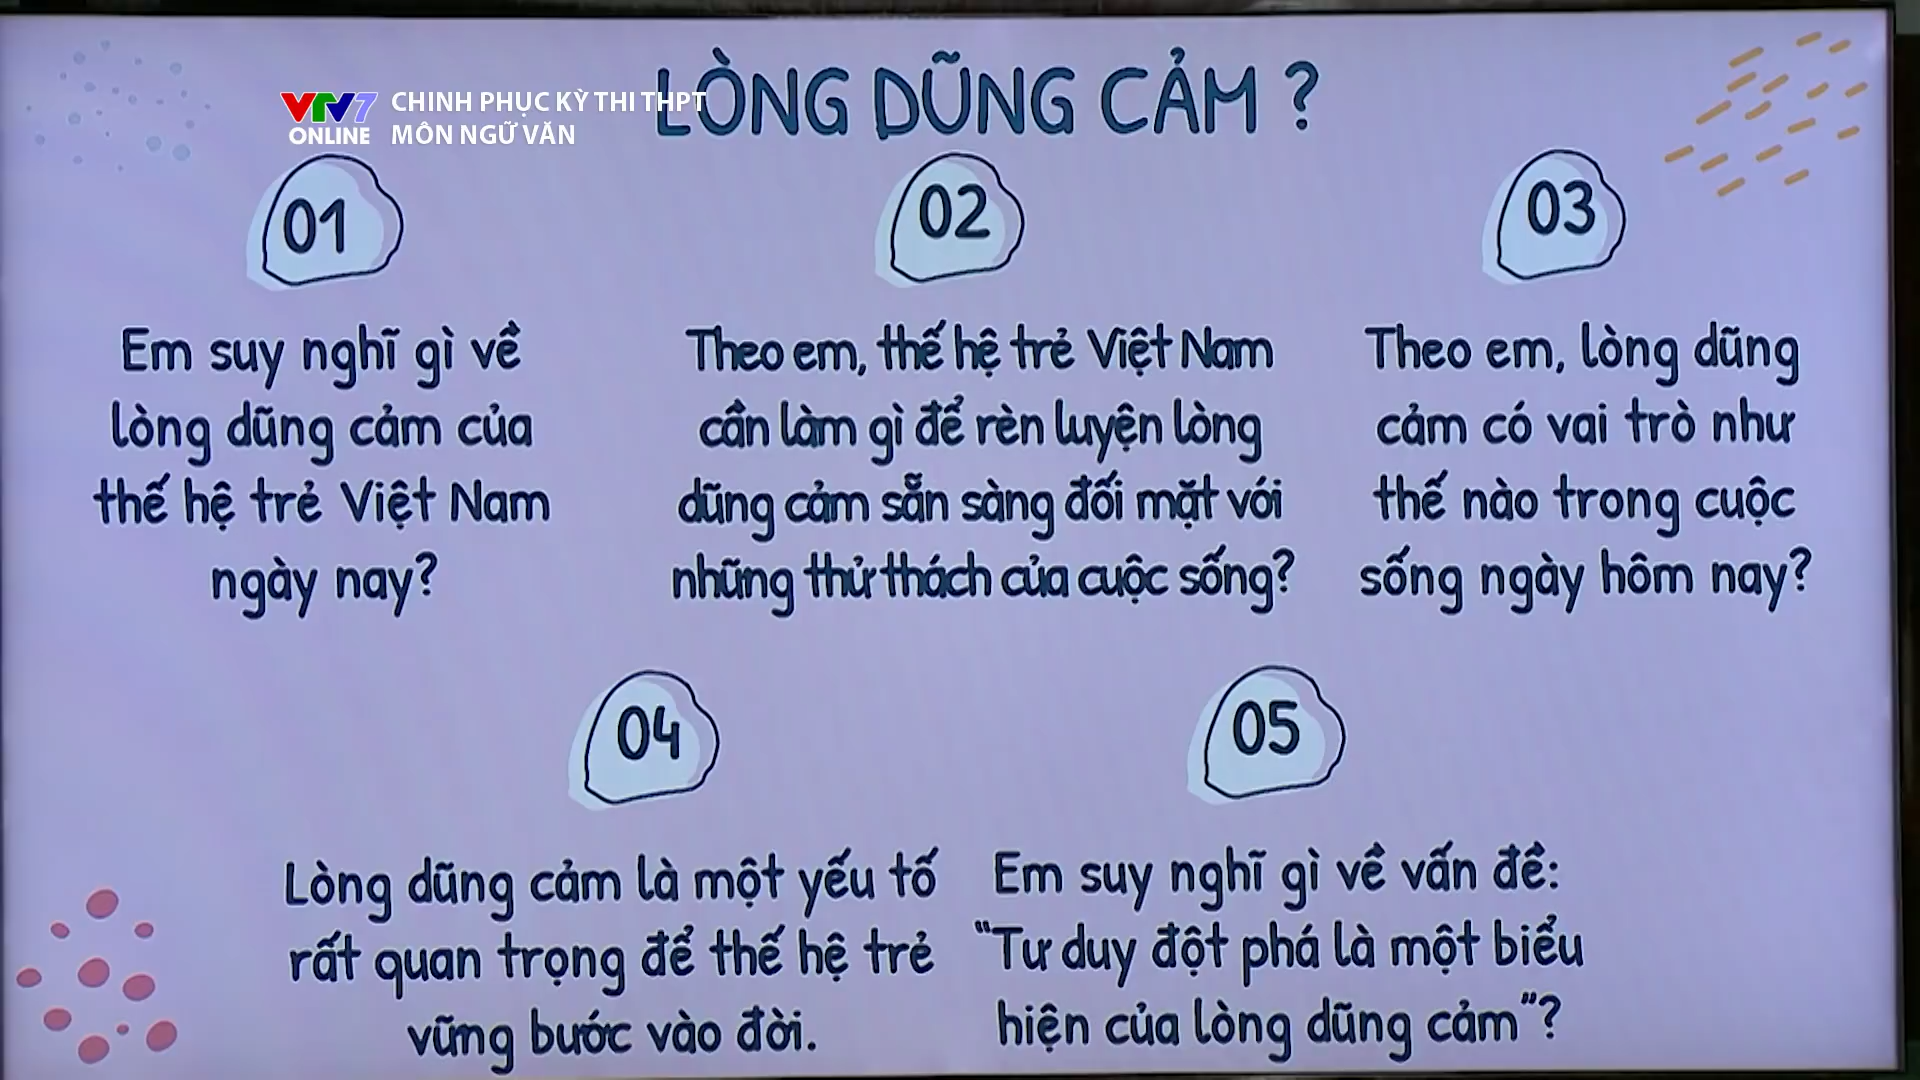 LÒNG DŨNG CẢM ?
VTV7 CHINH PHỤC KỲ THI THPT
ONLINE MÔN NGỮ VĂN
01
Em suy nghĩ gì về
lòng dũng cảm của
thế hệ trẻ Việt Nam
ngày nay?
02
Theo em, thế hệ trẻ Việt Nam
cần làm gì để rèn luyện lòng
dũng cảm sẵn sàng đối mặt với
những thử thách của cuộc sống?
03
Theo em, lòng dũng
cảm có vai trò như
thế nào trong cuộc
sống ngày hôm nay?
04
Lòng dũng cảm là một yếu tố
rất quan trọng để thế hệ trẻ
vững bước vào đời.
05
Em suy nghĩ gì về vấn đề:
"Tư duy đột phá là một biểu
hiện của lòng dũng cảm"?